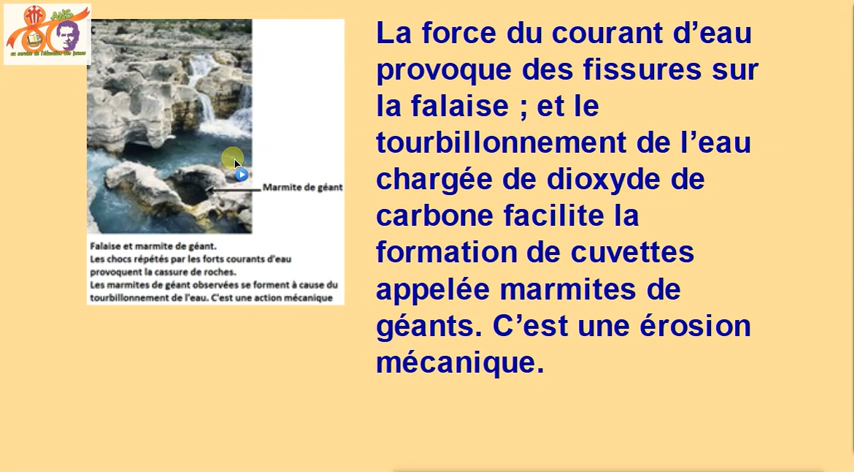 Marmite de géant
Falaise et marmite de géant.
Les chocs répétés par les forts courants d'eau
provoquent la cassure de roches.
Les marmites de géant observées se forment à cause du
tourbillonnement de l'eau. C'est une action mécanique
La force du courant d’eau
provoque des fissures sur
la falaise ; et le
tourbillonnement de l’eau
chargée de dioxyde de
carbone facilite la
formation de cuvettes
appelée marmites de
géants. C’est une érosion
mécanique.